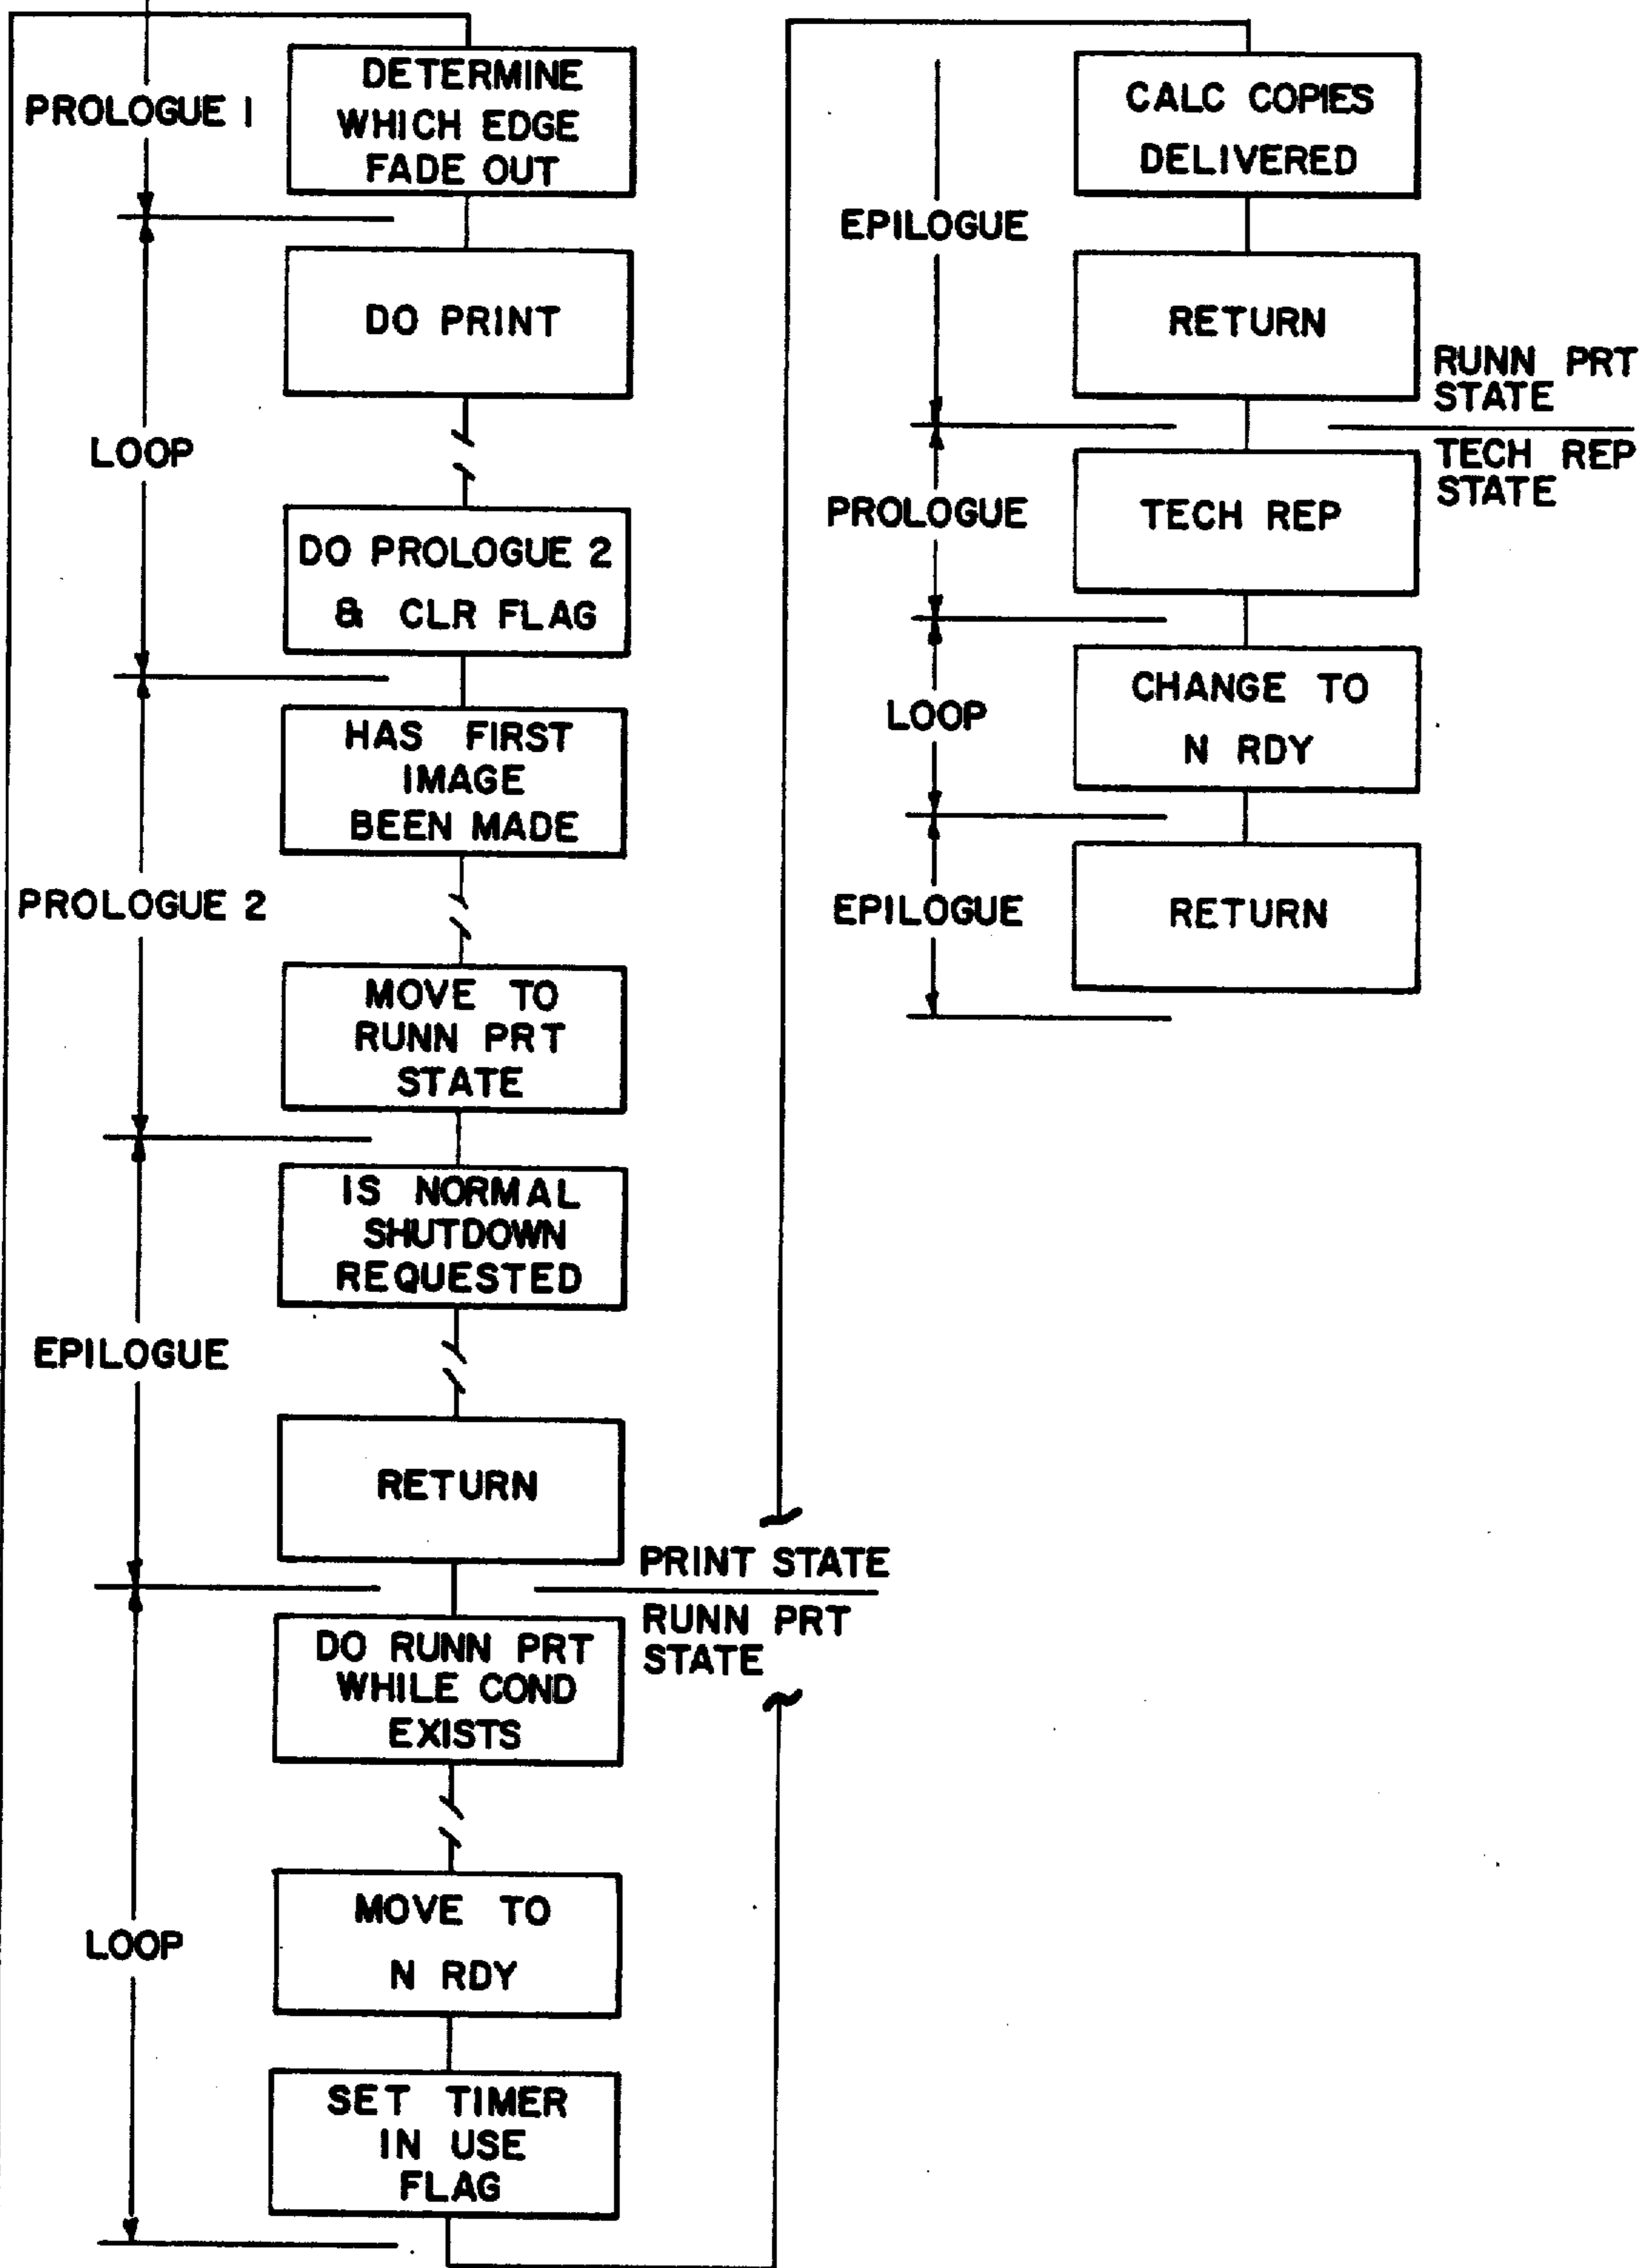 PROLOGUE 1
DETERMINE
WHICH EDGE
FADE OUT
LOOP
DO PRINT
DO PROLOGUE 2
& CLR FLAG
PROLOGUE 2
HAS FIRST
IMAGE
BEEN MADE
MOVE TO
RUNN PRT
STATE
EPILOGUE
IS NORMAL
SHUTDOWN
REQUESTED
RETURN
PRINT STATE
RUNN PRT
STATE
LOOP
DO RUNN PRT
WHILE COND
EXISTS
MOVE TO
N RDY
SET TIMER
IN USE
FLAG
EPILOGUE
CALC COPIES
DELIVERED
RETURN
RUNN PRT
STATE
TECH REP
STATE
PROLOGUE
TECH REP
LOOP
CHANGE TO
N RDY
EPILOGUE
RETURN